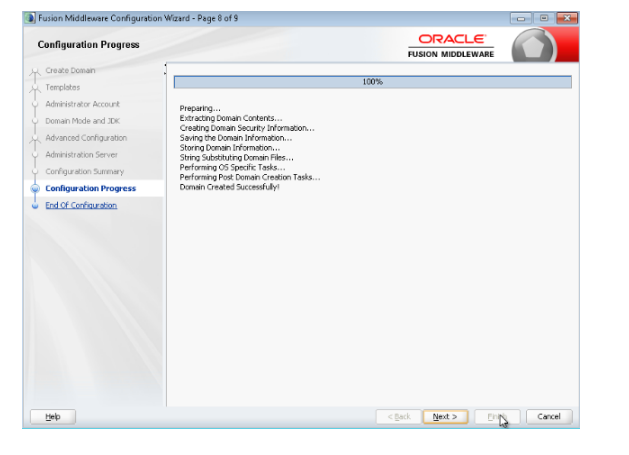 Fusion Middleware Configuration Wizard - Page 8 of 9
Configuration Progress
ORACLE
FUSION MIDDLEWARE
Create Domain
Templates
Administrator Account
Domain Mode and JDK
Advanced Configuration
Administration Server
Configuration Summary
Configuration Progress
End Of Configuration
100%
Preparing...
Extracting Domain Contents...
Creating Domain Security Information...
Saving the Domain Information...
Storing Domain Information...
String Substituting Domain Files...
Performing OS Specific Tasks...
Performing Post Domain Creation Tasks...
Domain Created Successfully!
Help
< Back
Next >
Finish
Cancel